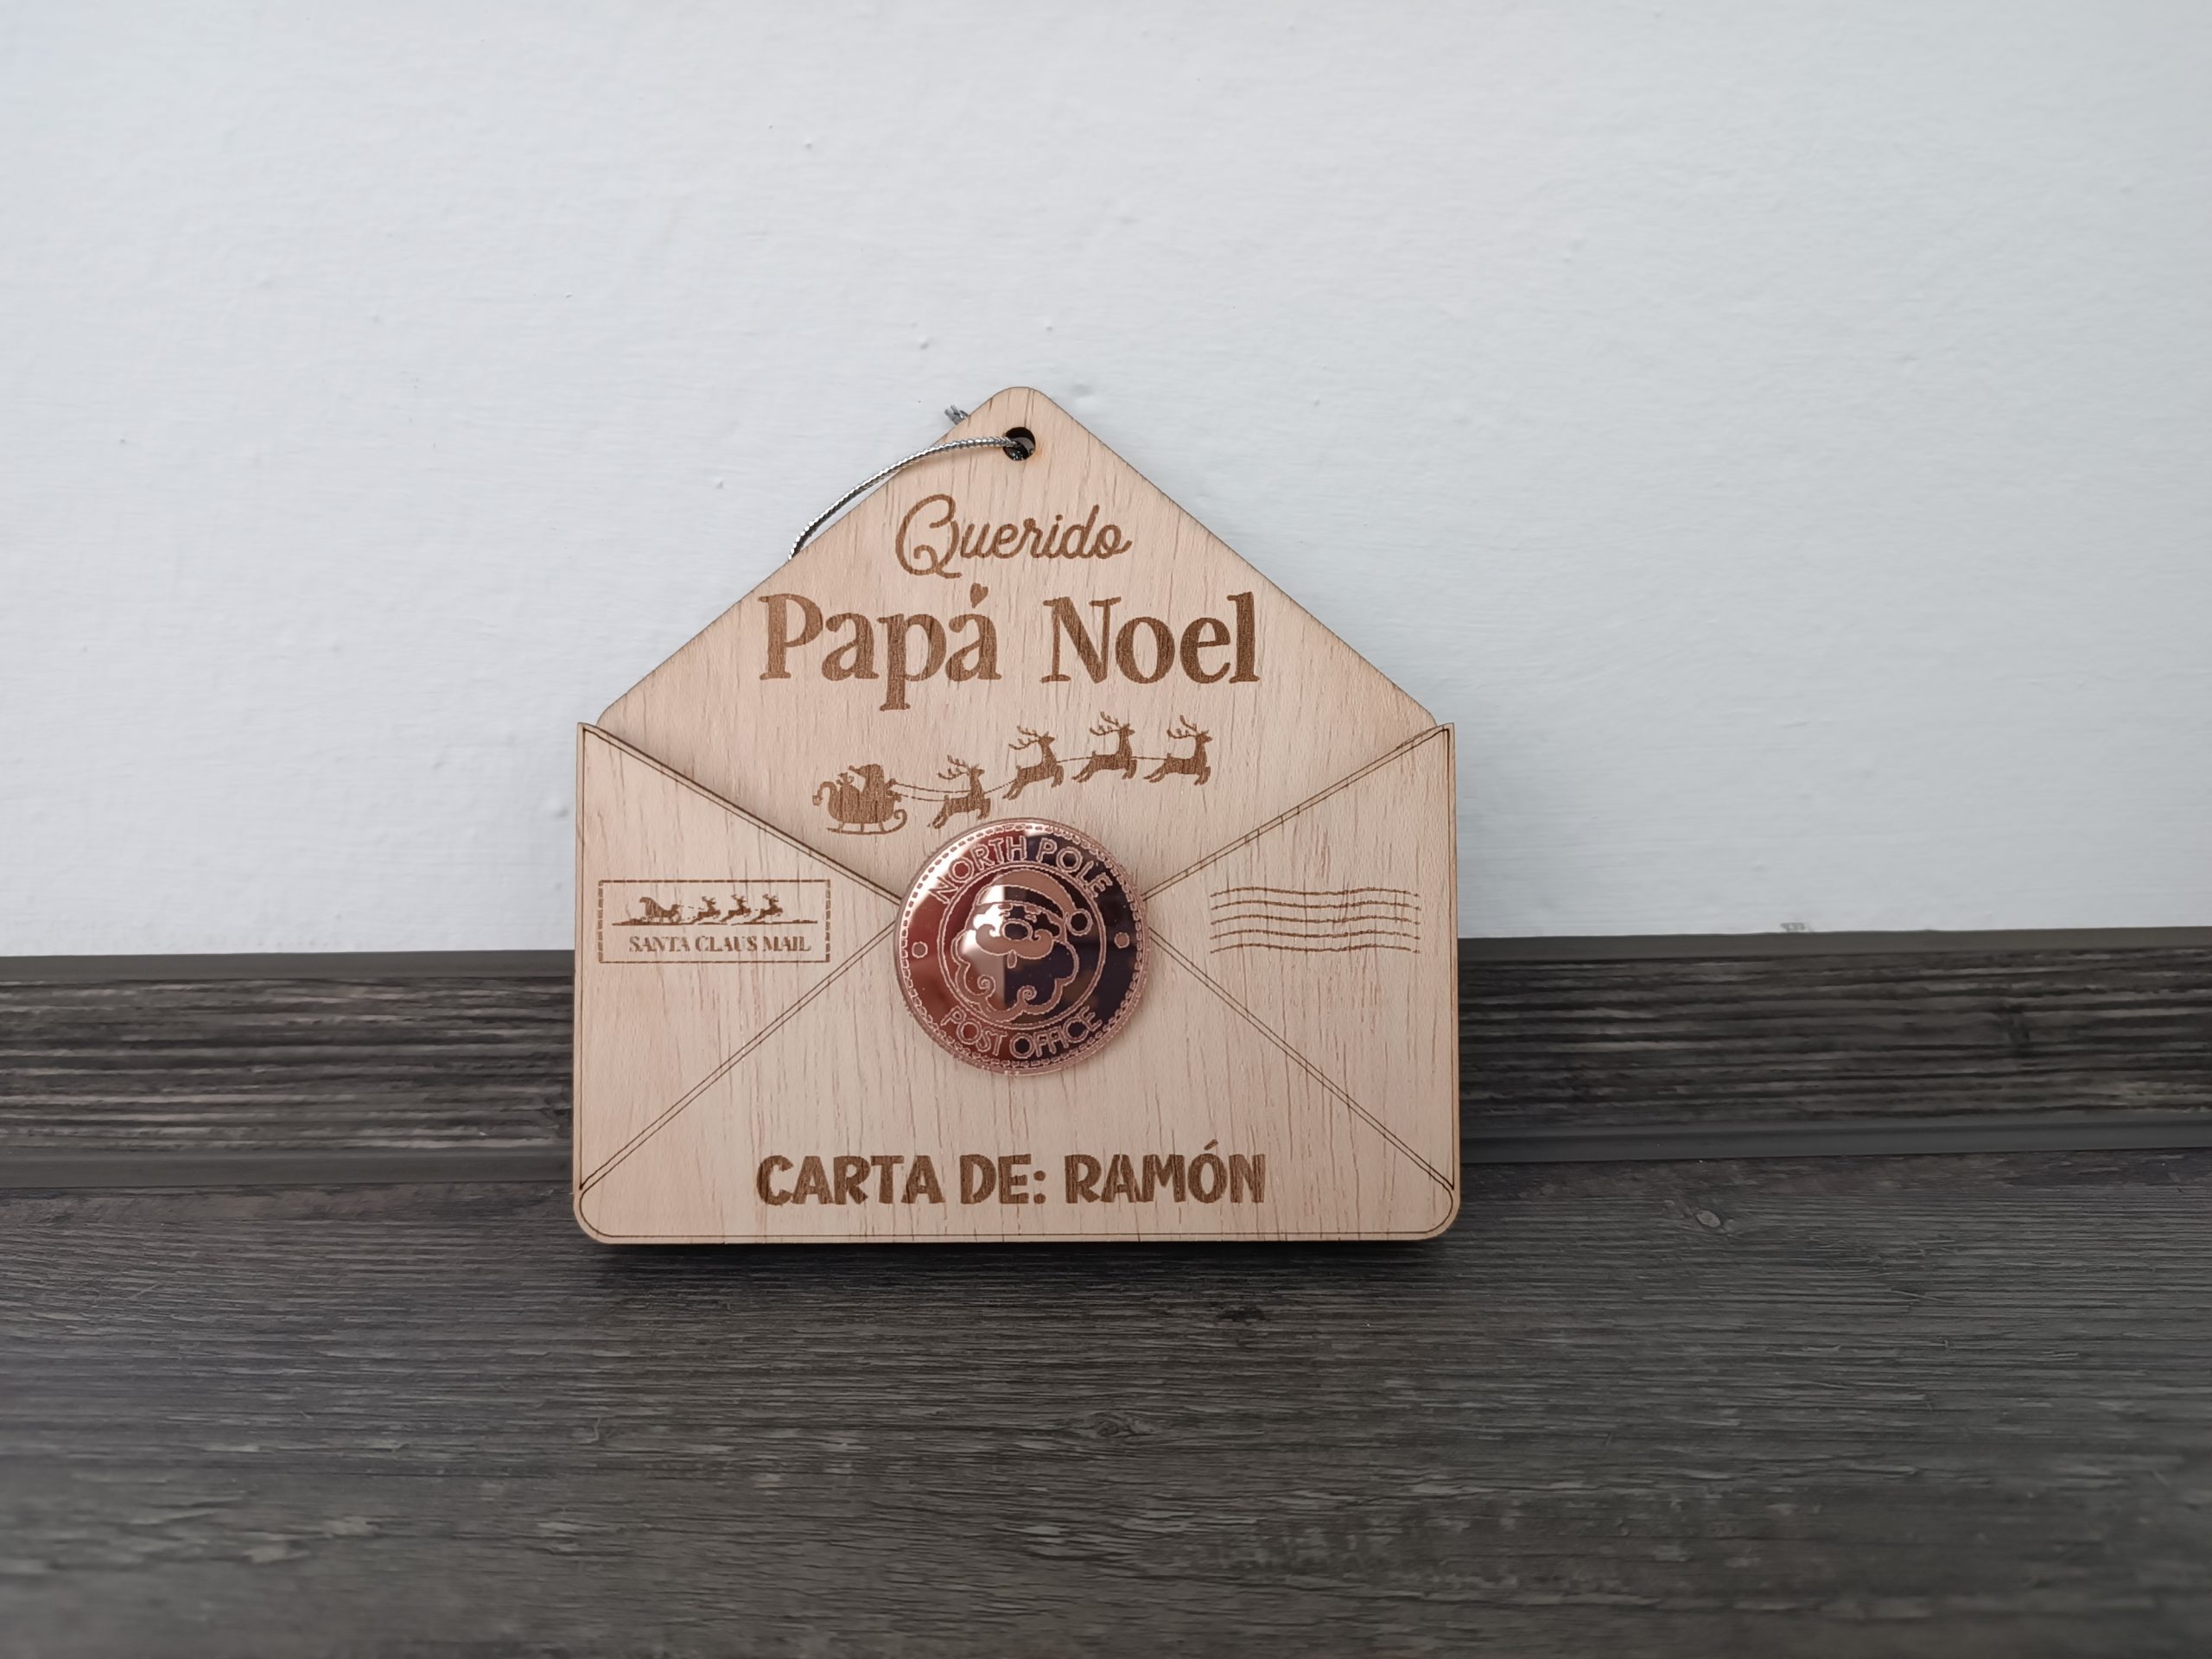 Querido
Papá Noel
SANTA CLAUS MAIL
NORTH POLE
POST OFFICE
CARTA DE: RAMÓN